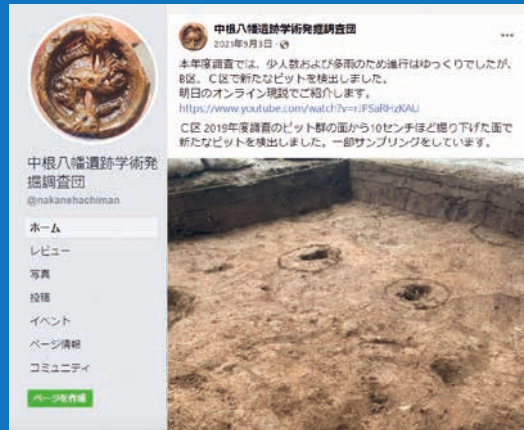 中根八幡遺跡学術発
掘調査団
@nakanehachiman
ホーム
レビュー
写真
投稿
イベント
ページ情報
コミュニティ
ページを作成
中根八幡遺跡学術発掘調査団
2021年9月3日
本年度調査では、少人数および多雨のため進行はゆっくりでしたが、
B区、C区で新たなピットを検出しました。
明日のオンライン現説でご紹介します。
https://www.youtube.com/watch?v=rJPSaRHzKAU
C区 2019年度調査のピット群の面から10センチほど掘り下げた面で
新たなピットを検出しました。一部サンプリングをしています。